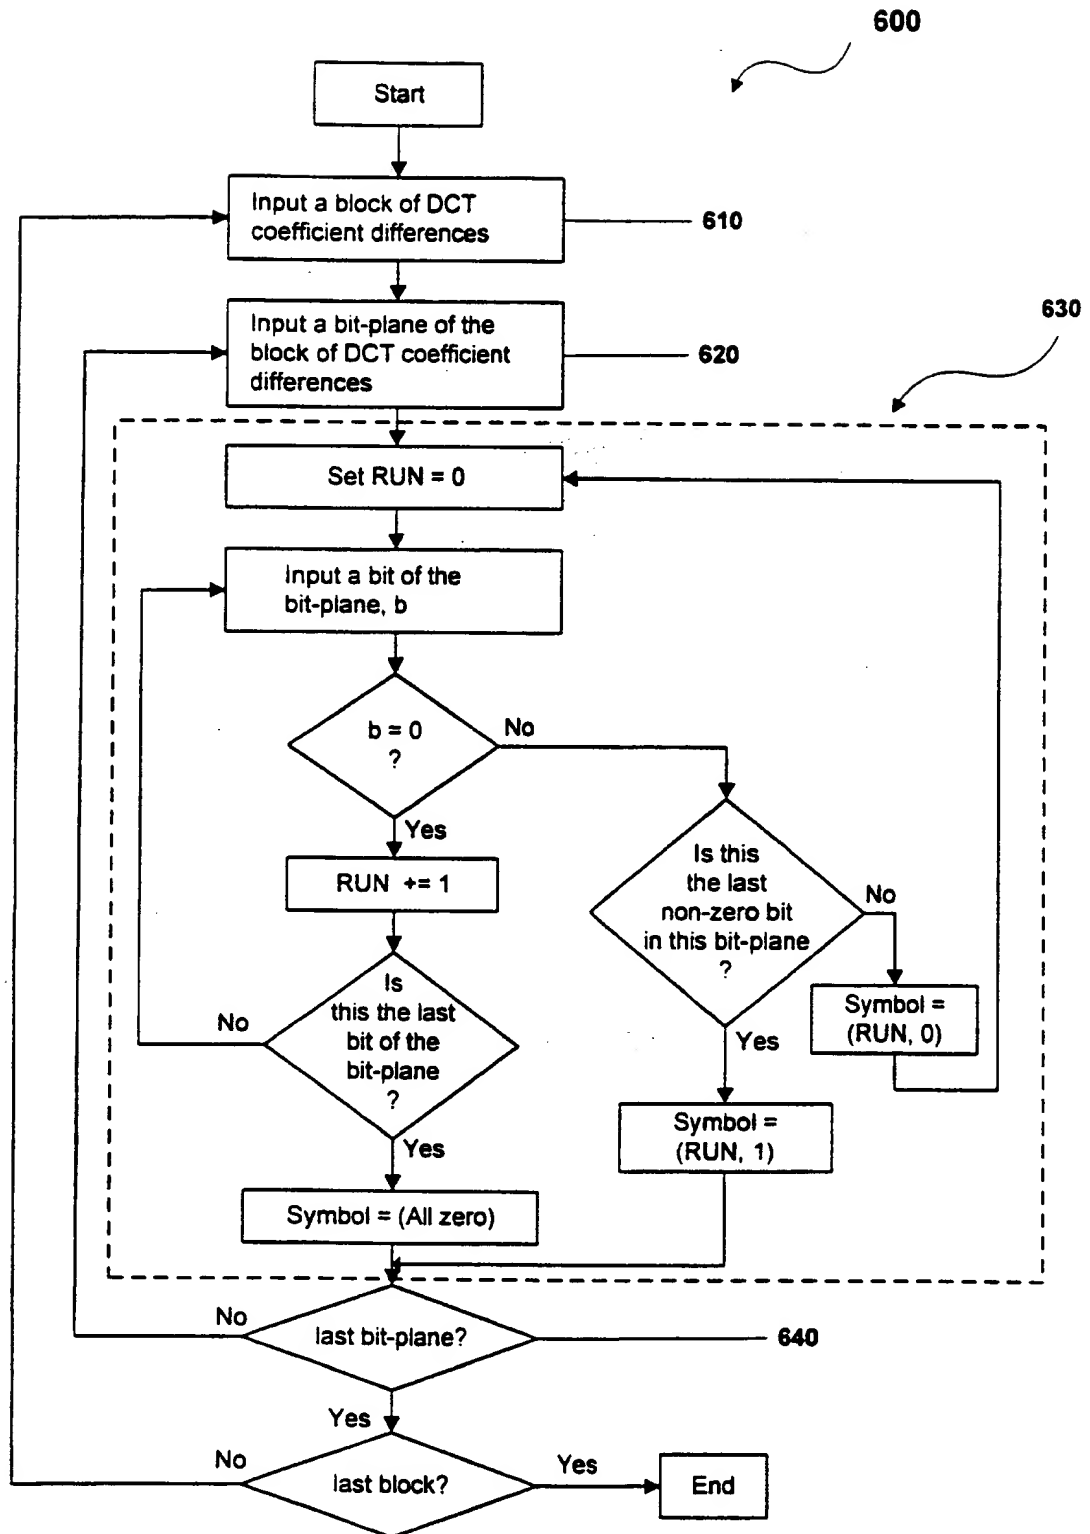 600
Start
Input a block of DCT
coefficient differences
610
Input a bit-plane of the
block of DCT coefficient
differences
620
630
Set RUN = 0
Input a bit of the
bit-plane, b
b = 0
?
No
Yes
RUN += 1
Is this
the last
non-zero bit
in this bit-plane
?
No
Symbol =
(RUN, 0)
Is
this the last
bit of the
bit-plane
?
No
Yes
Yes
Symbol =
(RUN, 1)
Symbol = (All zero)
last bit-plane?
No
640
Yes
last block?
No
Yes
End